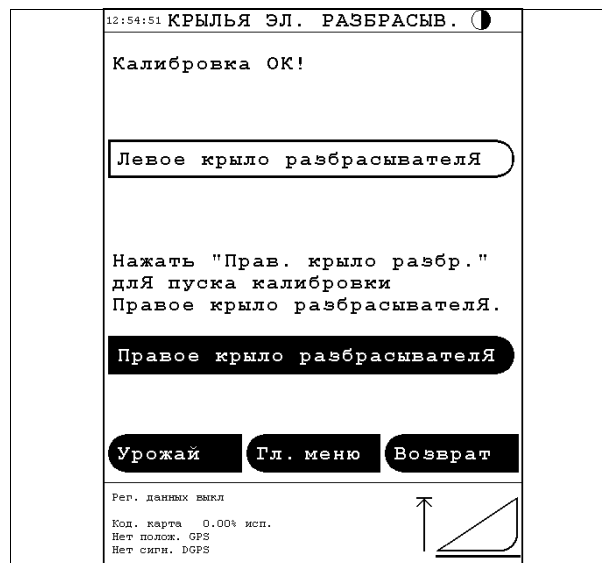 12:54:51 КРЫЛЬЯ ЭЛ. РАЗБРАСЫВ.
Калибровка ОК!
Левое крыло разбрасывателЯ
Нажать "Прав. крыло разбр."
длЯ пуска калибровки
Правое крыло разбрасывателЯ.
Правое крыло разбрасывателЯ
Урожай Гл. меню Возврат
Рег. данных выкл
Код. карта 0.00% исп.
Нет полож. GPS
Нет сигн. DGPS